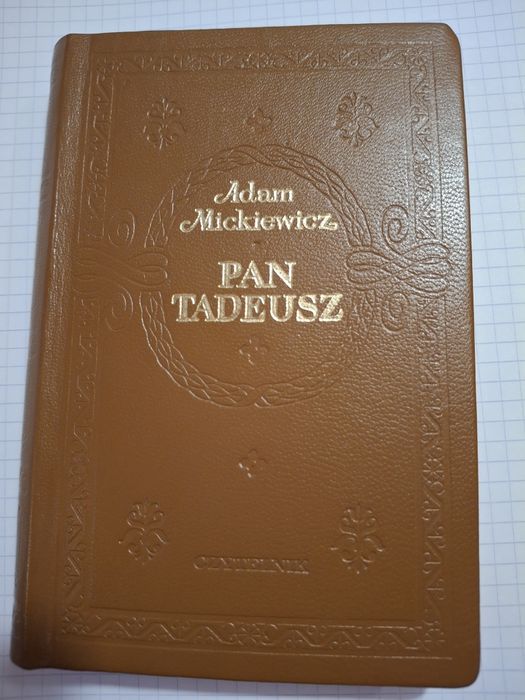 Adam
Mickiewicz
PAN
TADEUSZ
CZYTELNIK